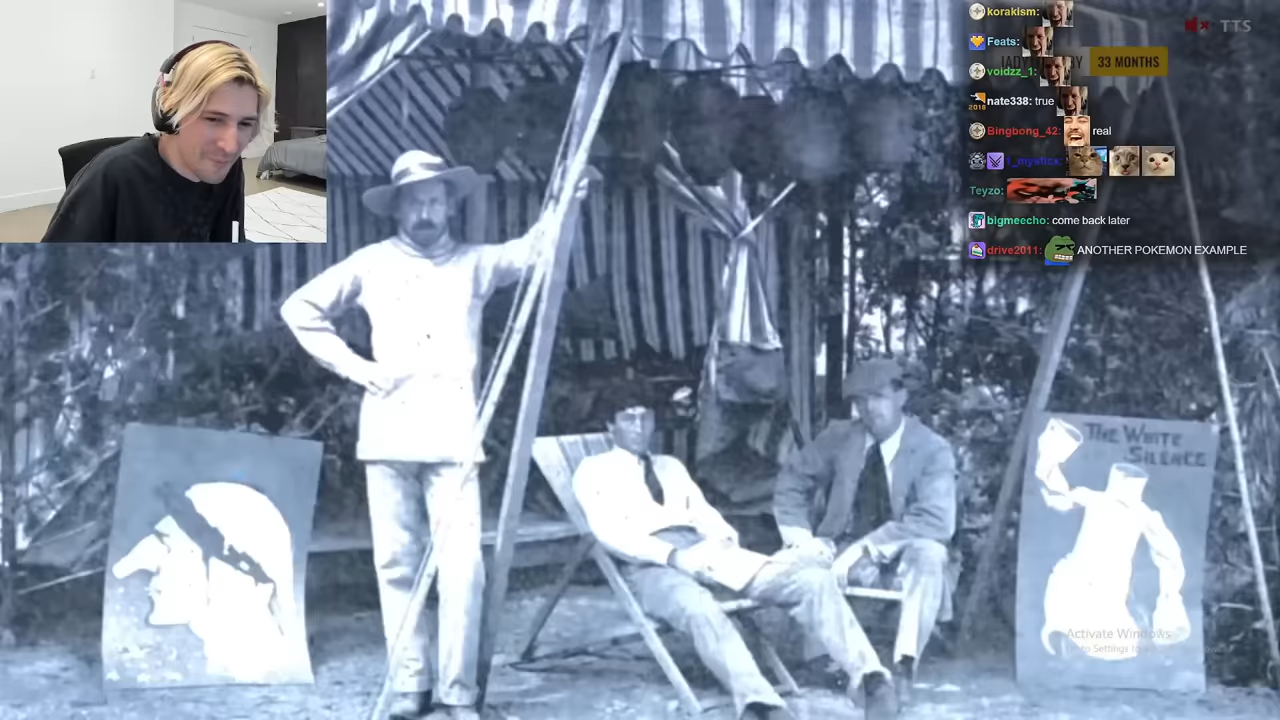 korakism:
Feats:
33 MONTHS
voidzz_1:
2018 nate338: true
Bingbong_42: real
Teyzo:
bigmeecho: come back later
drive2011: ANOTHER POKEMON EXAMPLE
TTS
THE WHITE
SILENCE
Activate Windows